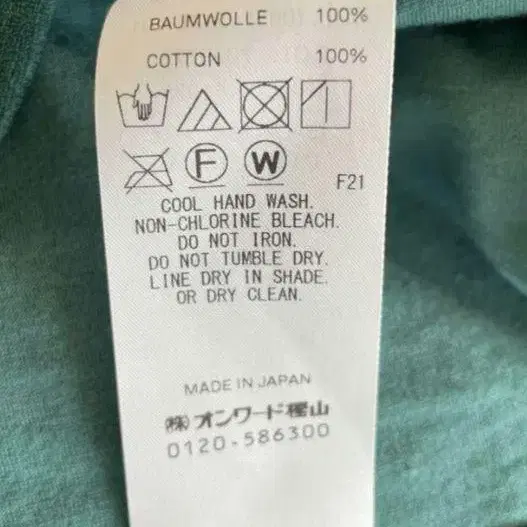 BAUMWOLLE 100%
COTTON 100%
F W F21
COOL HAND WASH.
NON-CHLORINE BLEACH.
DO NOT IRON.
DO NOT TUMBLE DRY.
LINE DRY IN SHADE.
OR DRY CLEAN.
MADE IN JAPAN
㈱オンワード樫山
0120-586300